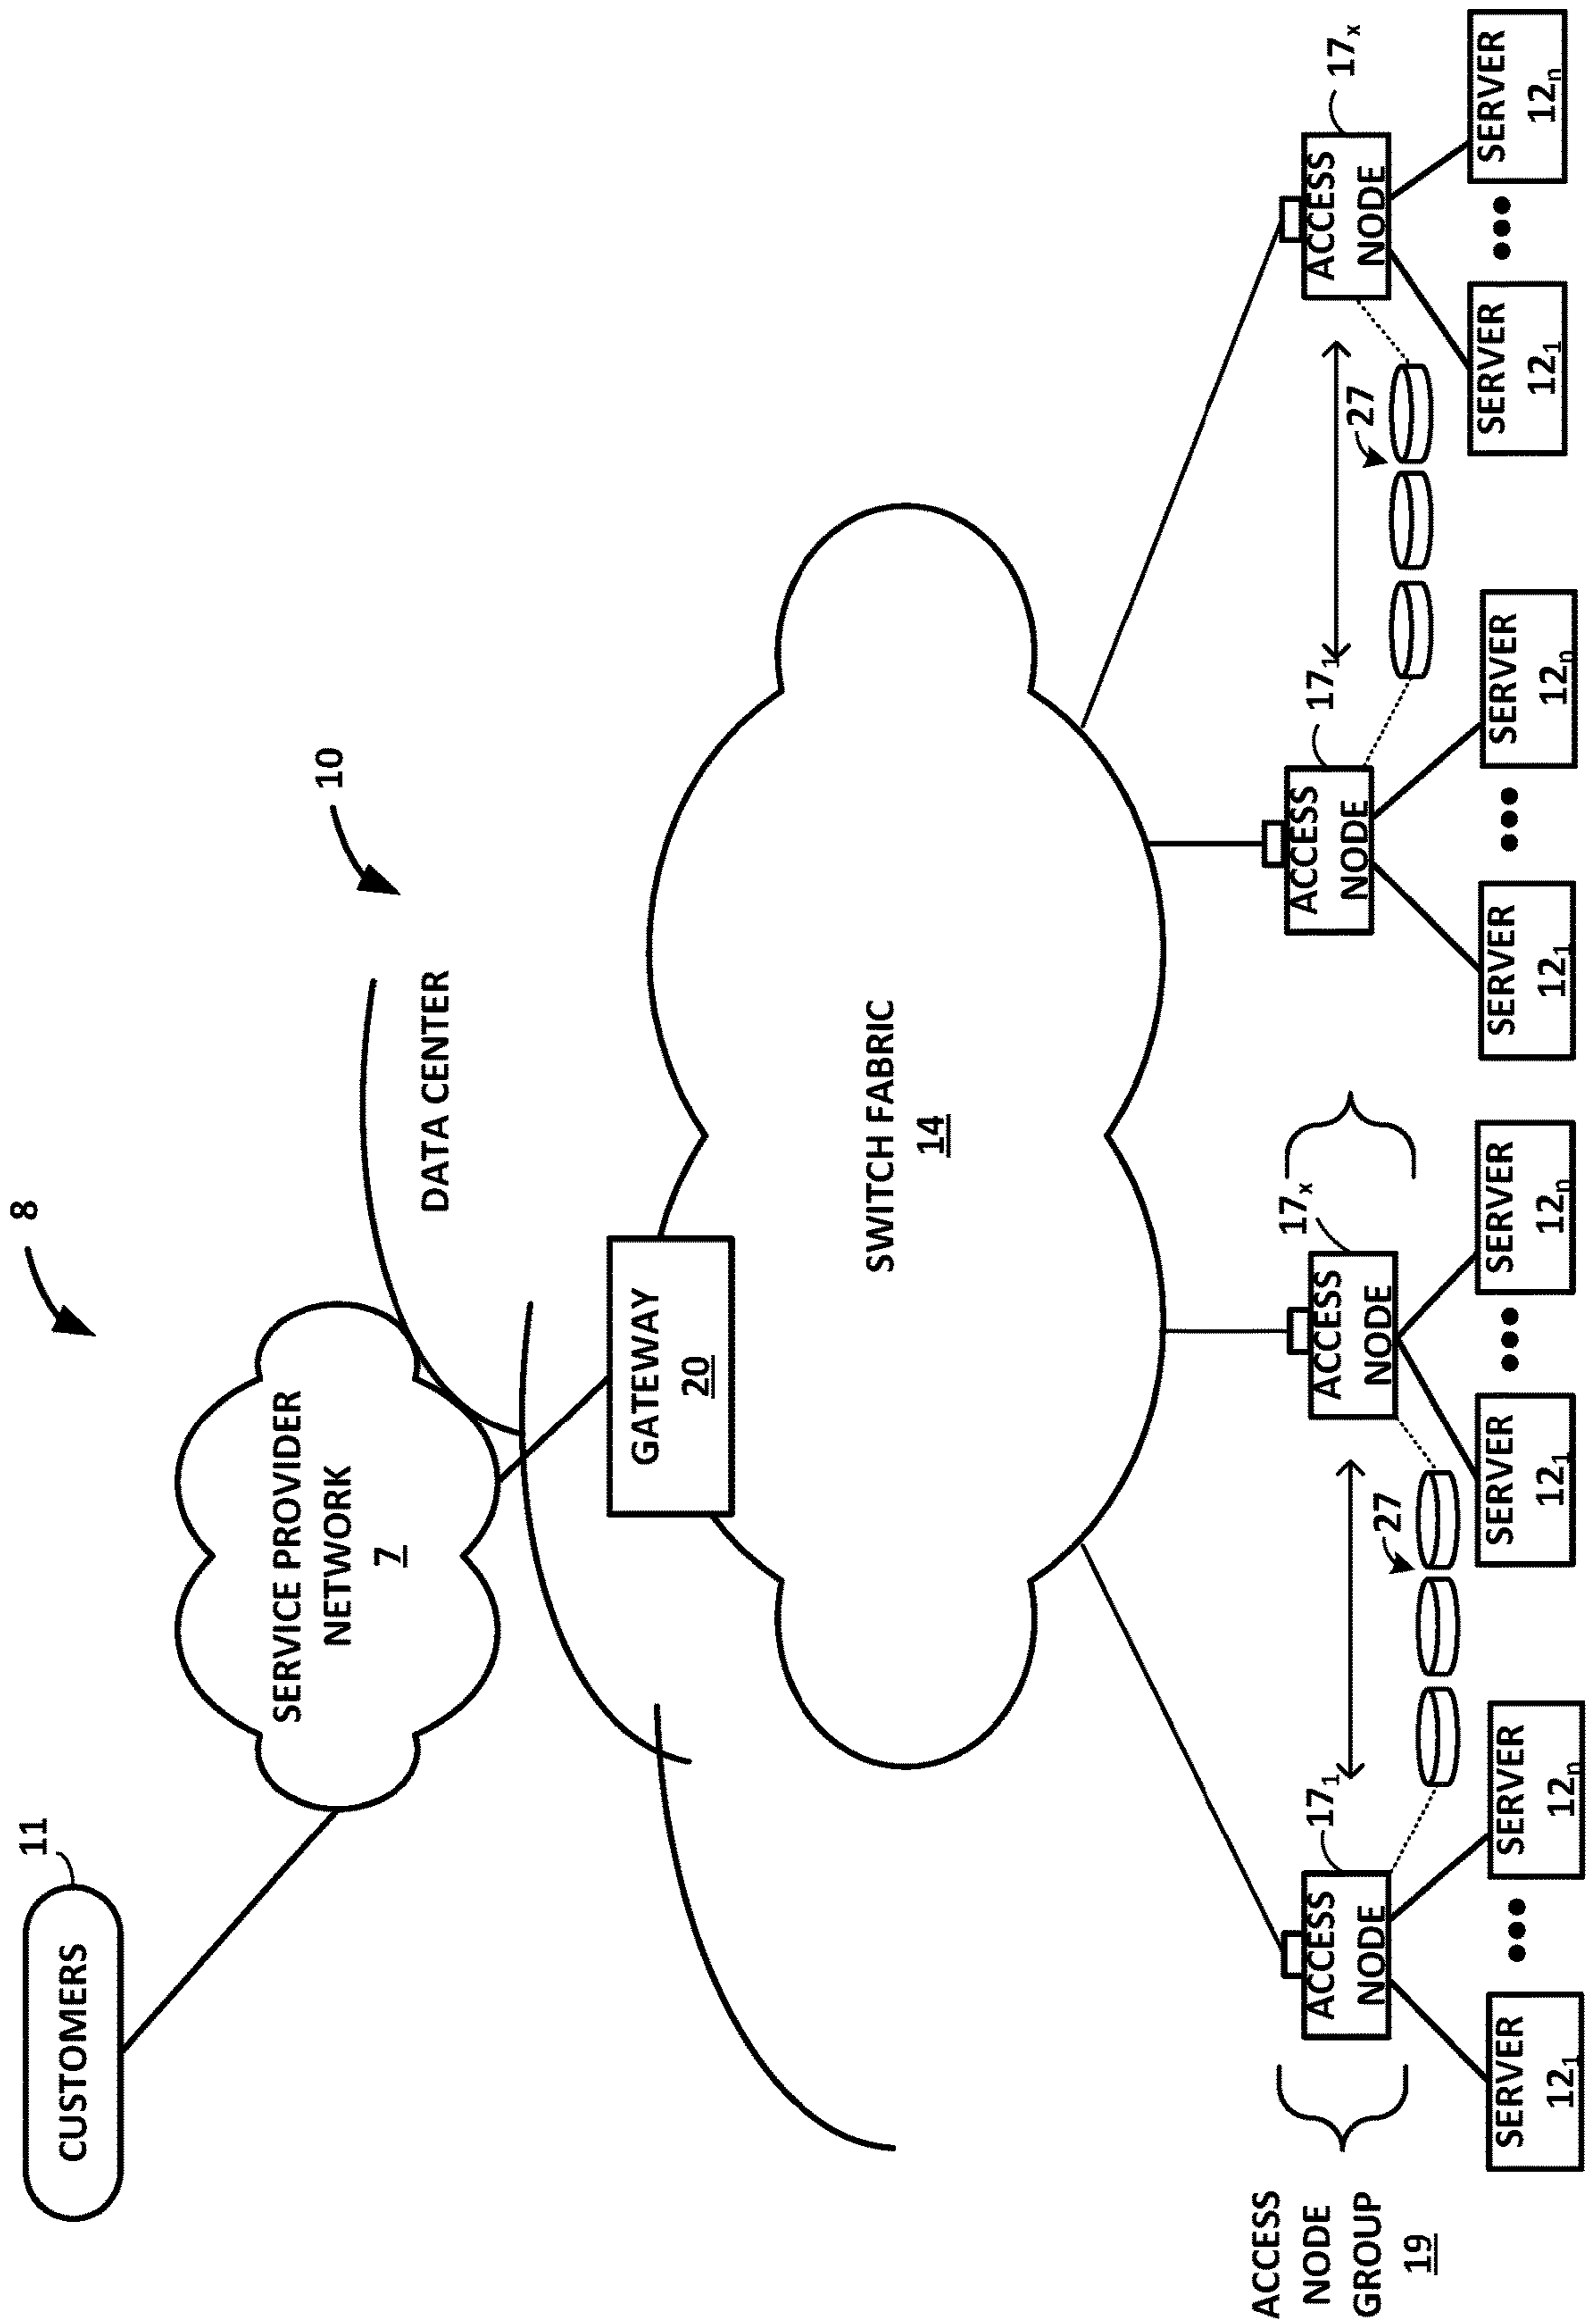 8
CUSTOMERS
11
SERVICE PROVIDER
NETWORK
7
10
DATA CENTER
GATEWAY
20
SWITCH FABRIC
14
ACCESS
NODE
GROUP
19
ACCESS
NODE
17₁
27
ACCESS
NODE
17ₓ
ACCESS
NODE
17₁
27
ACCESS
NODE
17ₓ
SERVER
12₁
SERVER
12ₙ
SERVER
12₁
SERVER
12ₙ
SERVER
12₁
SERVER
12ₙ
SERVER
12₁
SERVER
12ₙ